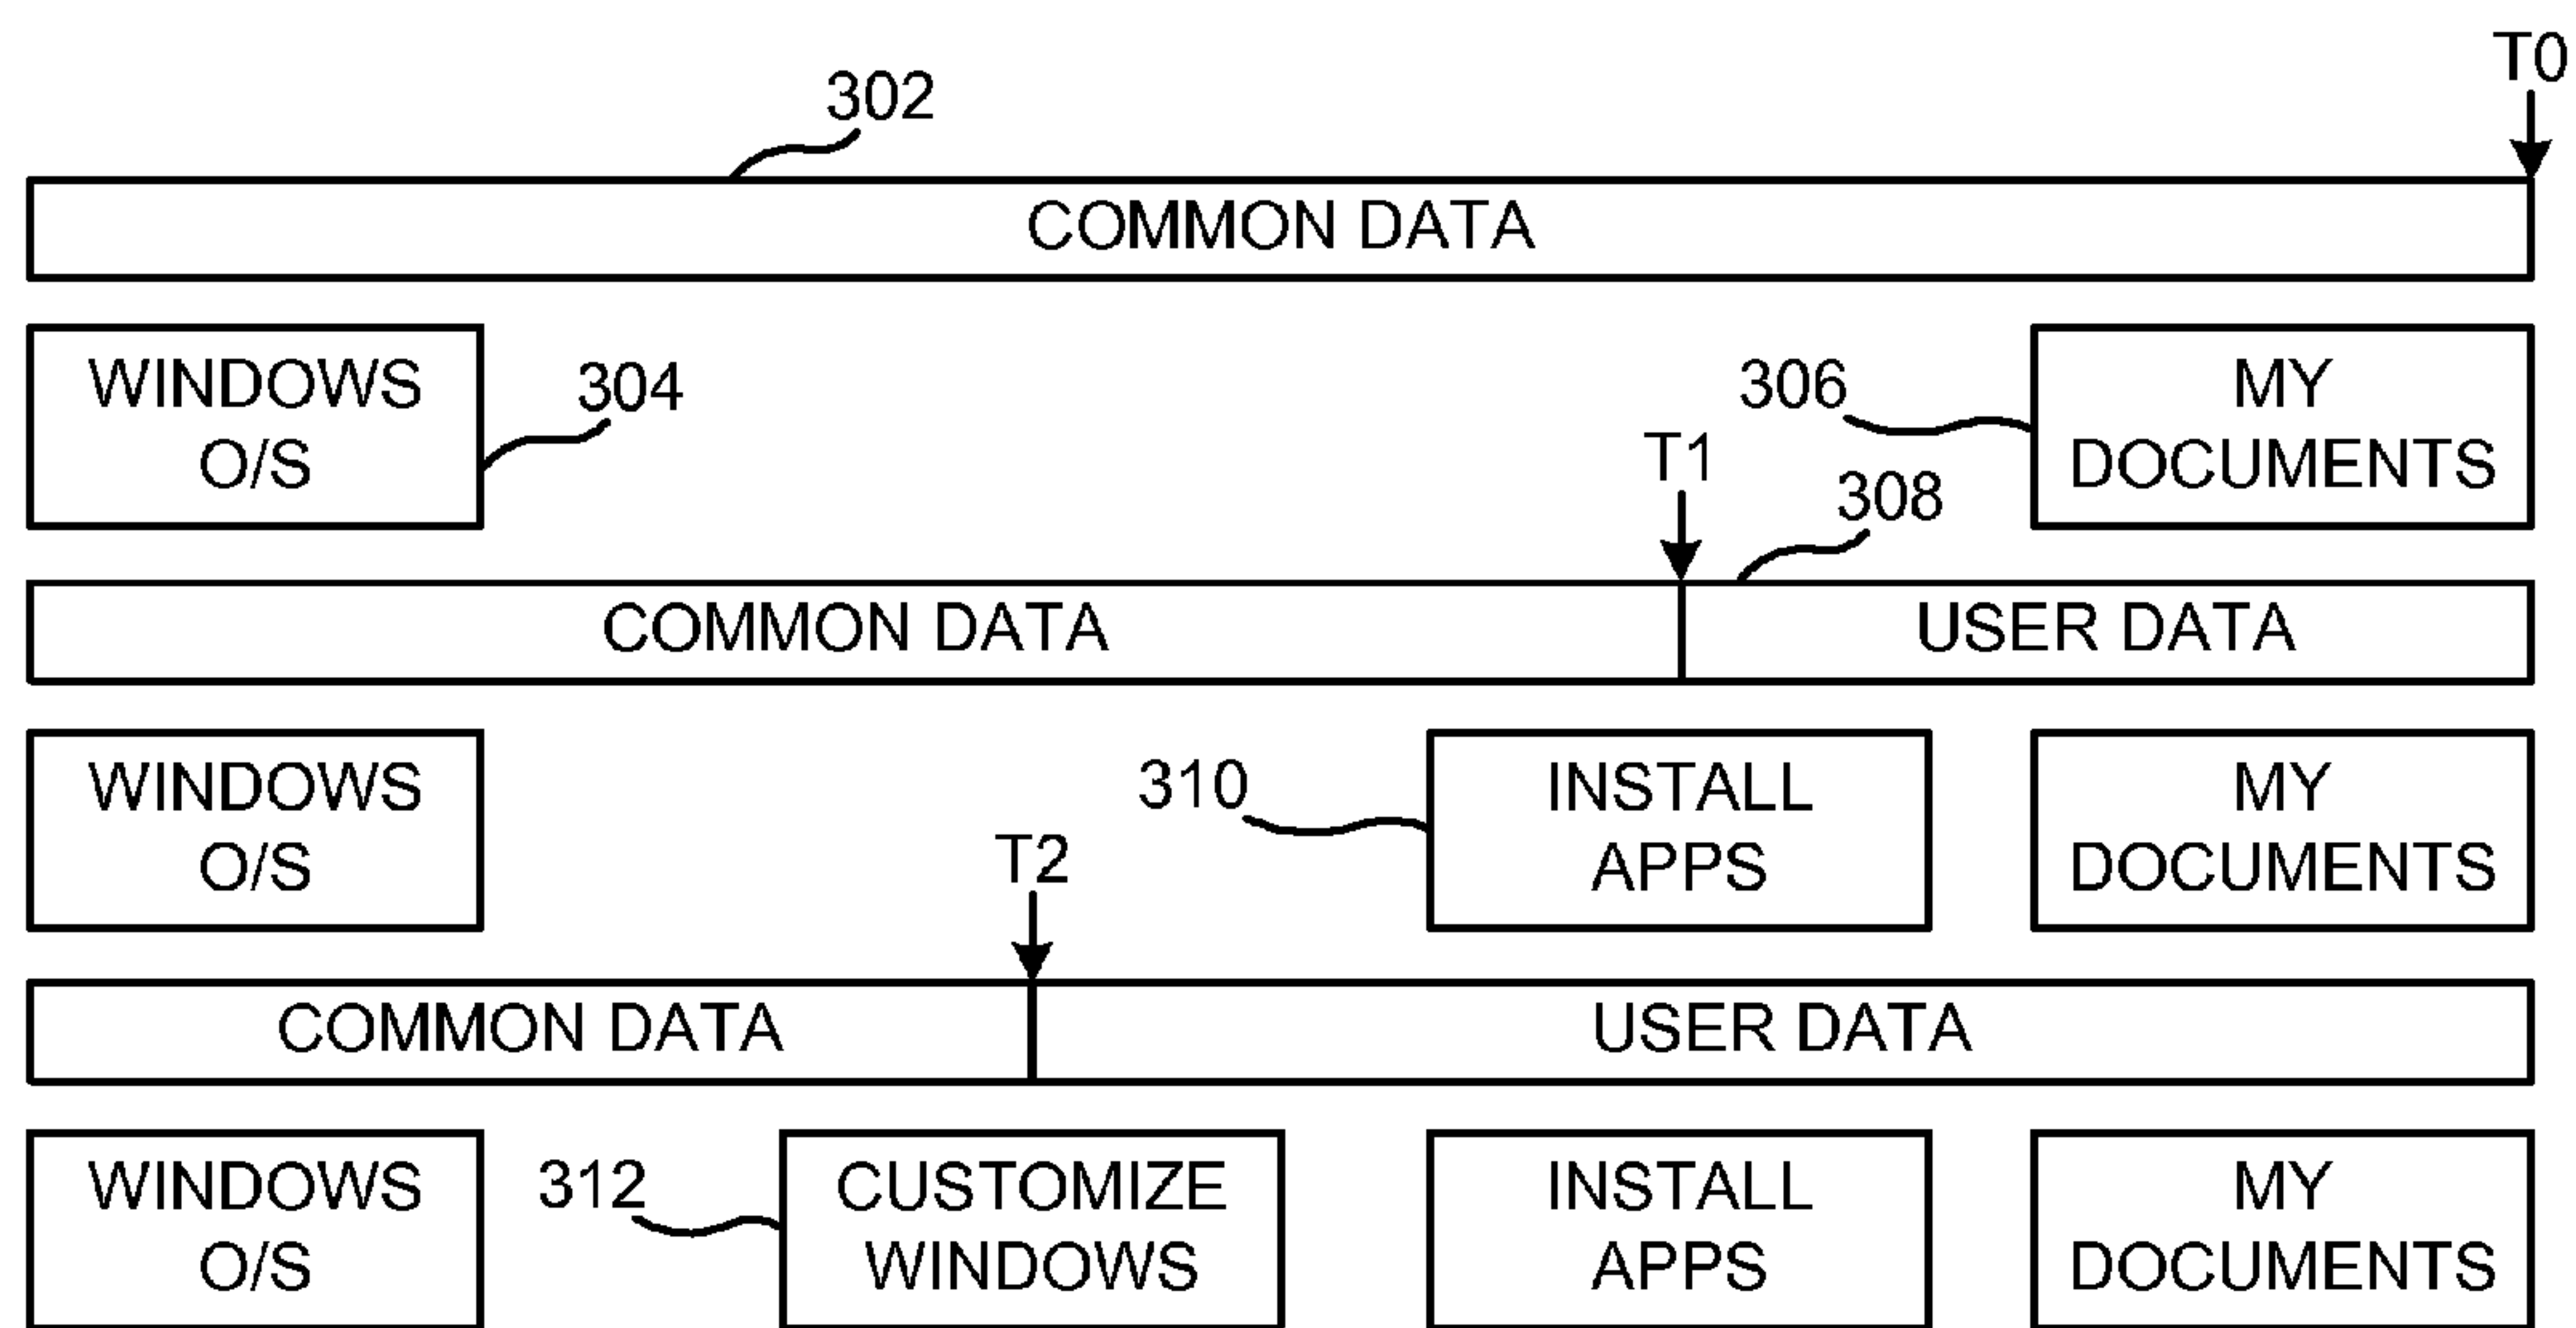 T0
302
COMMON DATA
WINDOWS
O/S
304
306
MY
DOCUMENTS
T1
308
COMMON DATA
USER DATA
WINDOWS
O/S
310
INSTALL
APPS
MY
DOCUMENTS
T2
COMMON DATA
USER DATA
WINDOWS
O/S
312
CUSTOMIZE
WINDOWS
INSTALL
APPS
MY
DOCUMENTS